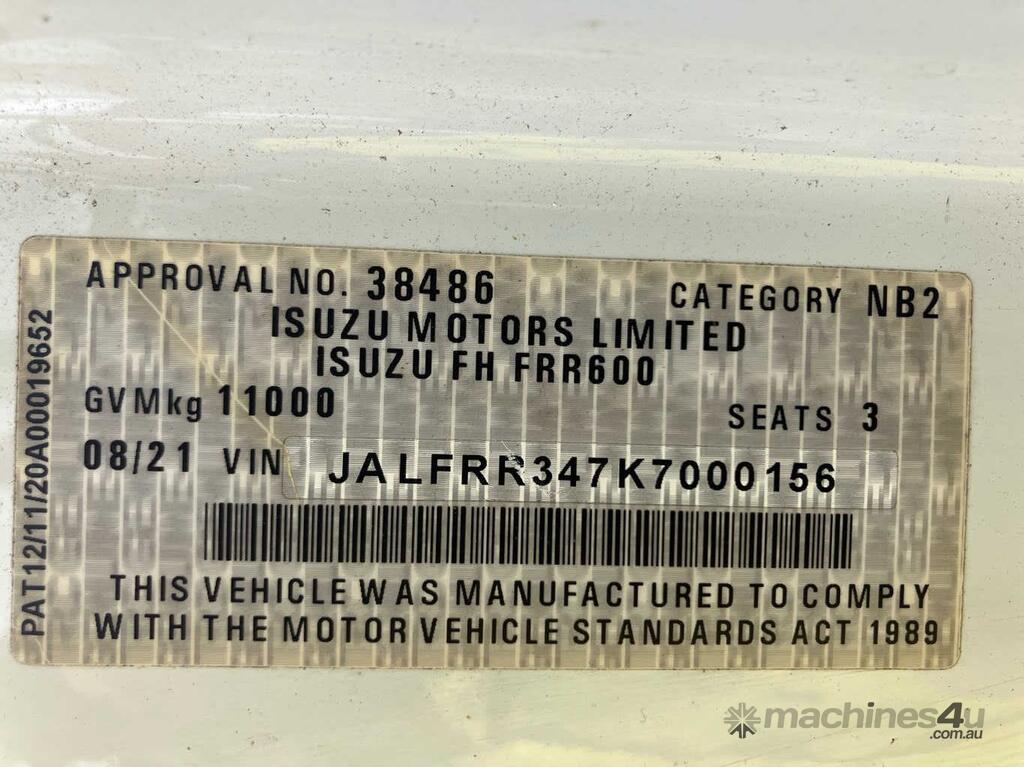 APPROVAL NO. 38486 CATEGORY NB2
ISUZU MOTORS LIMITED
ISUZU FH FRR600
GVMkg 11000 SEATS 3
08/21 VIN JALFRR347K7000156
THIS VEHICLE WAS MANUFACTURED TO COMPLY
WITH THE MOTOR VEHICLE STANDARDS ACT 1989
PAT12/11/20A00019652
machines4u
.com.au